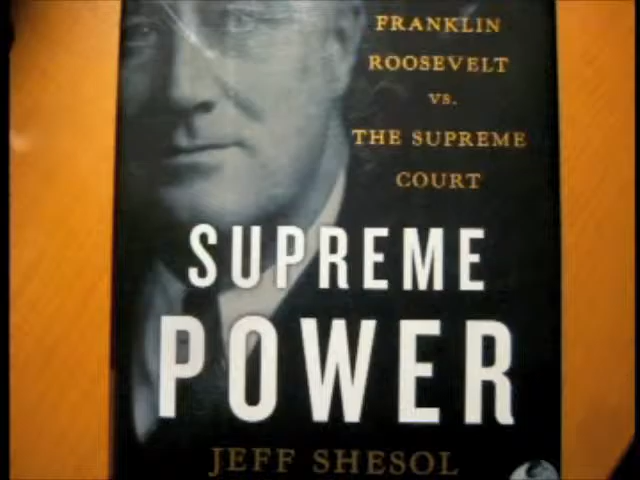 FRANKLIN
ROOSEVELT
VS.
THE SUPREME
COURT
SUPREME
POWER
JEFF SHESOL